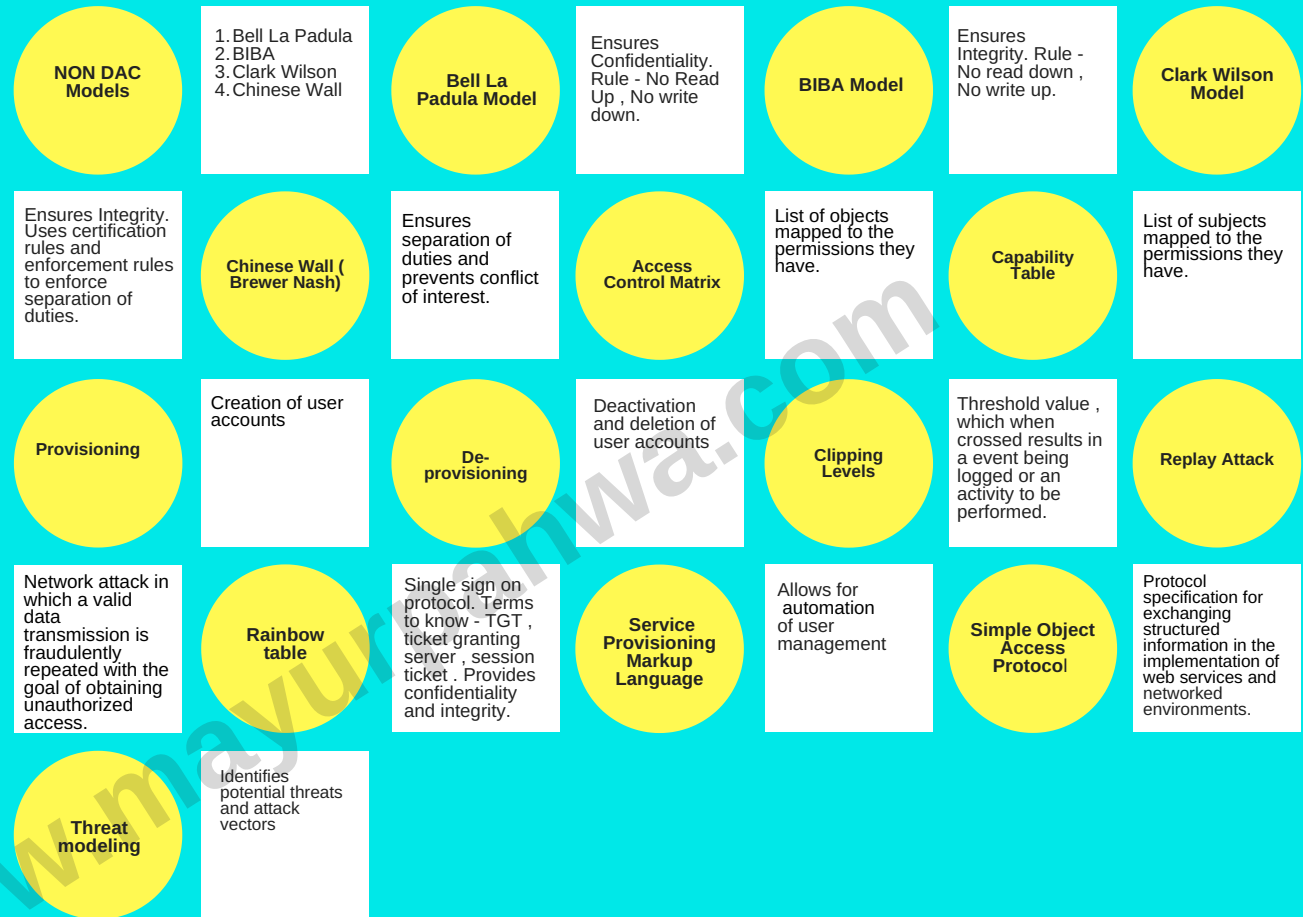 NON DAC
Models
1. Bell La Padula
2. BIBA
3. Clark Wilson
4. Chinese Wall
Bell La
Padula Model
Ensures
Confidentiality.
Rule - No Read
Up , No write
down.
BIBA Model
Ensures
Integrity. Rule -
No read down ,
No write up.
Clark Wilson
Model
Ensures Integrity.
Uses certification
rules and
enforcement rules
to enforce
separation of
duties.
Chinese Wall (
Brewer Nash)
Ensures
separation of
duties and
prevents conflict
of interest.
Access
Control Matrix
List of objects
mapped to the
permissions they
have.
Capability
Table
List of subjects
mapped to the
permissions they
have.
Provisioning
Creation of user
accounts
De-
provisioning
Deactivation
and deletion of
user accounts
Clipping
Levels
Threshold value ,
which when
crossed results in
a event being
logged or an
activity to be
performed.
Replay Attack
Network attack in
which a valid
data
transmission is
fraudulently
repeated with the
goal of obtaining
unauthorized
access.
Rainbow
table
Single sign on
protocol. Terms
to know - TGT ,
ticket granting
server , session
ticket . Provides
confidentiality
and integrity.
Service
Provisioning
Markup
Language
Allows for
automation
of user
management
Simple Object
Access
Protocol
Protocol
specification for
exchanging
structured
information in the
implementation of
web services and
networked
environments.
Threat
modeling
Identifies
potential threats
and attack
vectors
w.mayurpahwa.com